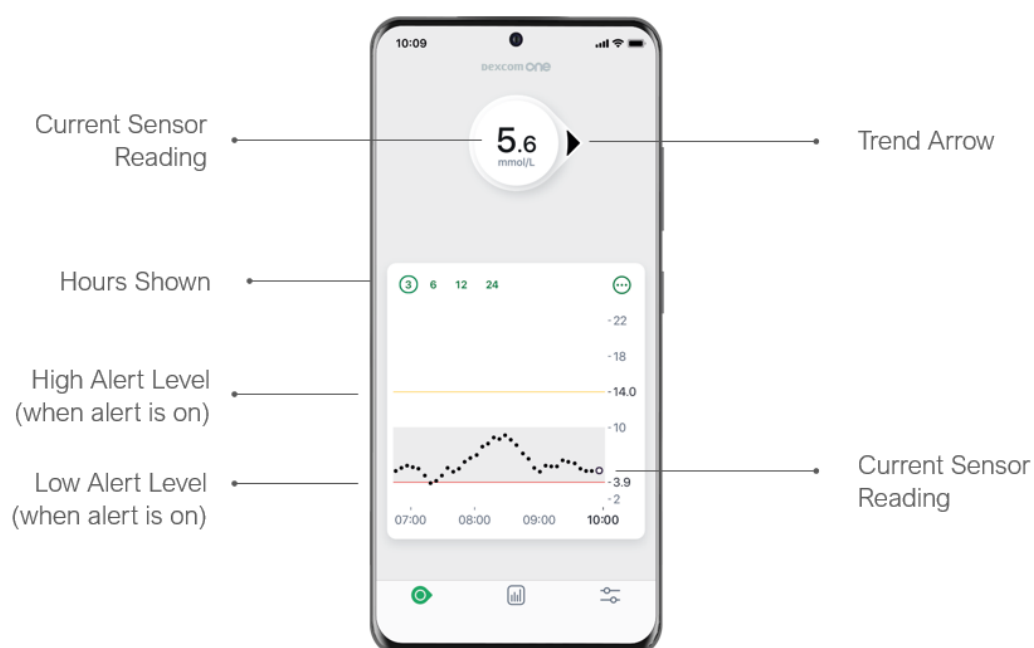 10:09
Dexcom ONE
Current Sensor
Reading
5.6
mmol/L
Trend Arrow
Hours Shown
3 6 12 24
-22
-18
High Alert Level
(when alert is on)
-14.0
-10
Low Alert Level
(when alert is on)
Current Sensor
Reading
-3.9
-2
07:00 08:00 09:00 10:00